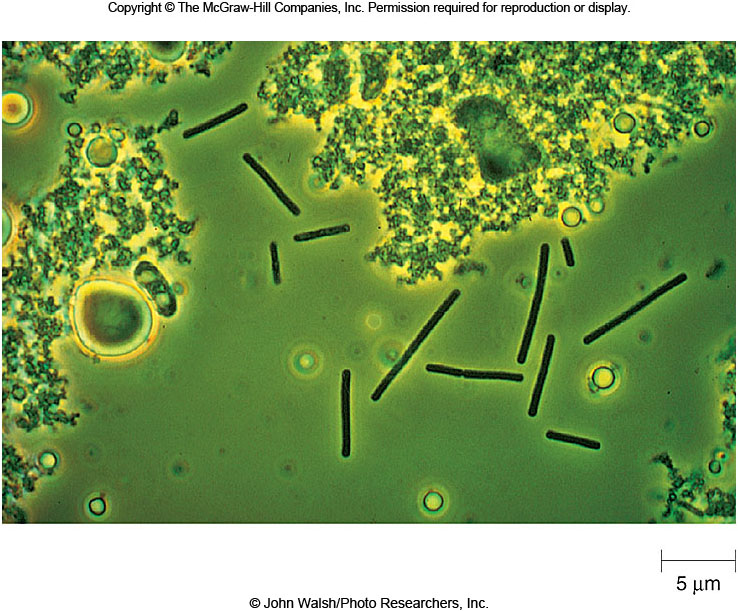 Copyright © The McGraw-Hill Companies, Inc. Permission required for reproduction or display.
5 μm
© John Walsh/Photo Researchers, Inc.